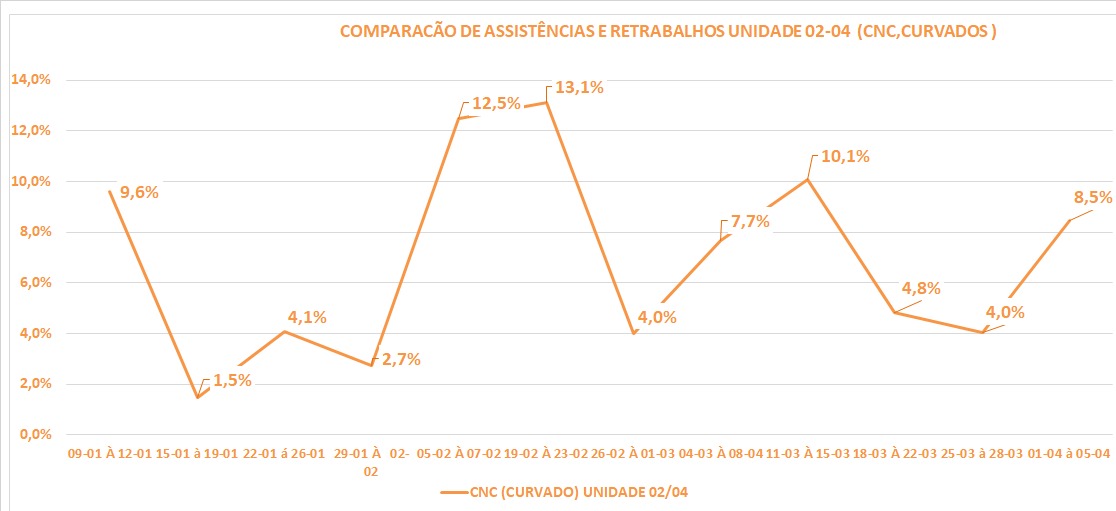 COMPARACÃO DE ASSISTÊNCIAS E RETRABALHOS UNIDADE 02-04 (CNC,CURVADOS )
14,0%
12,0%
10,0%
8,0%
6,0%
4,0%
2,0%
0,0%
9,6%
1,5%
4,1%
2,7%
12,5%
13,1%
4,0%
7,7%
10,1%
4,8%
4,0%
8,5%
09-01 À 12-01
15-01 à 19-01
22-01 á 26-01
29-01 À 02-
02
05-02 À 07-02
19-02 À 23-02
26-02 À 01-03
04-03 À 08-04
11-03 À 15-03
18-03 À 22-03
25-03 à 28-03
01-04 à 05-04
CNC (CURVADO) UNIDADE 02/04